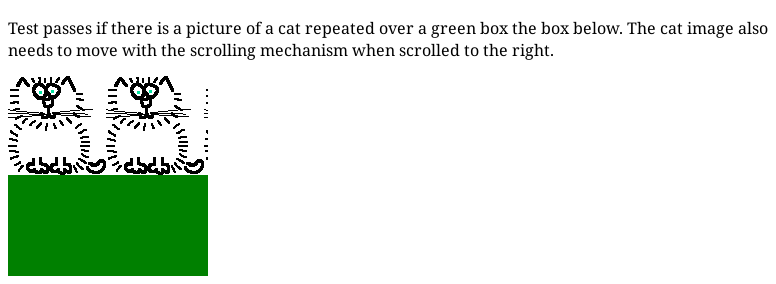 Test passes if there is a picture of a cat repeated over a green box the box below. The cat image also
needs to move with the scrolling mechanism when scrolled to the right.